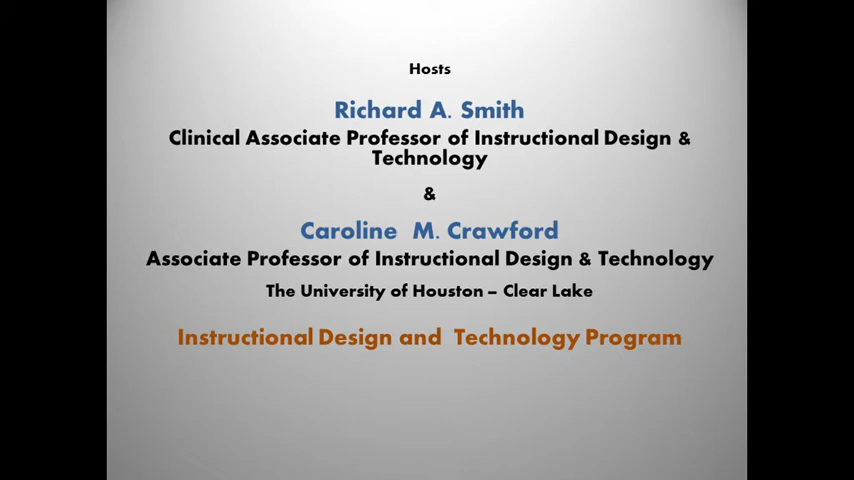 Hosts
Richard A. Smith
Clinical Associate Professor of Instructional Design &
Technology
&
Caroline M. Crawford
Associate Professor of Instructional Design & Technology
The University of Houston – Clear Lake
Instructional Design and Technology Program